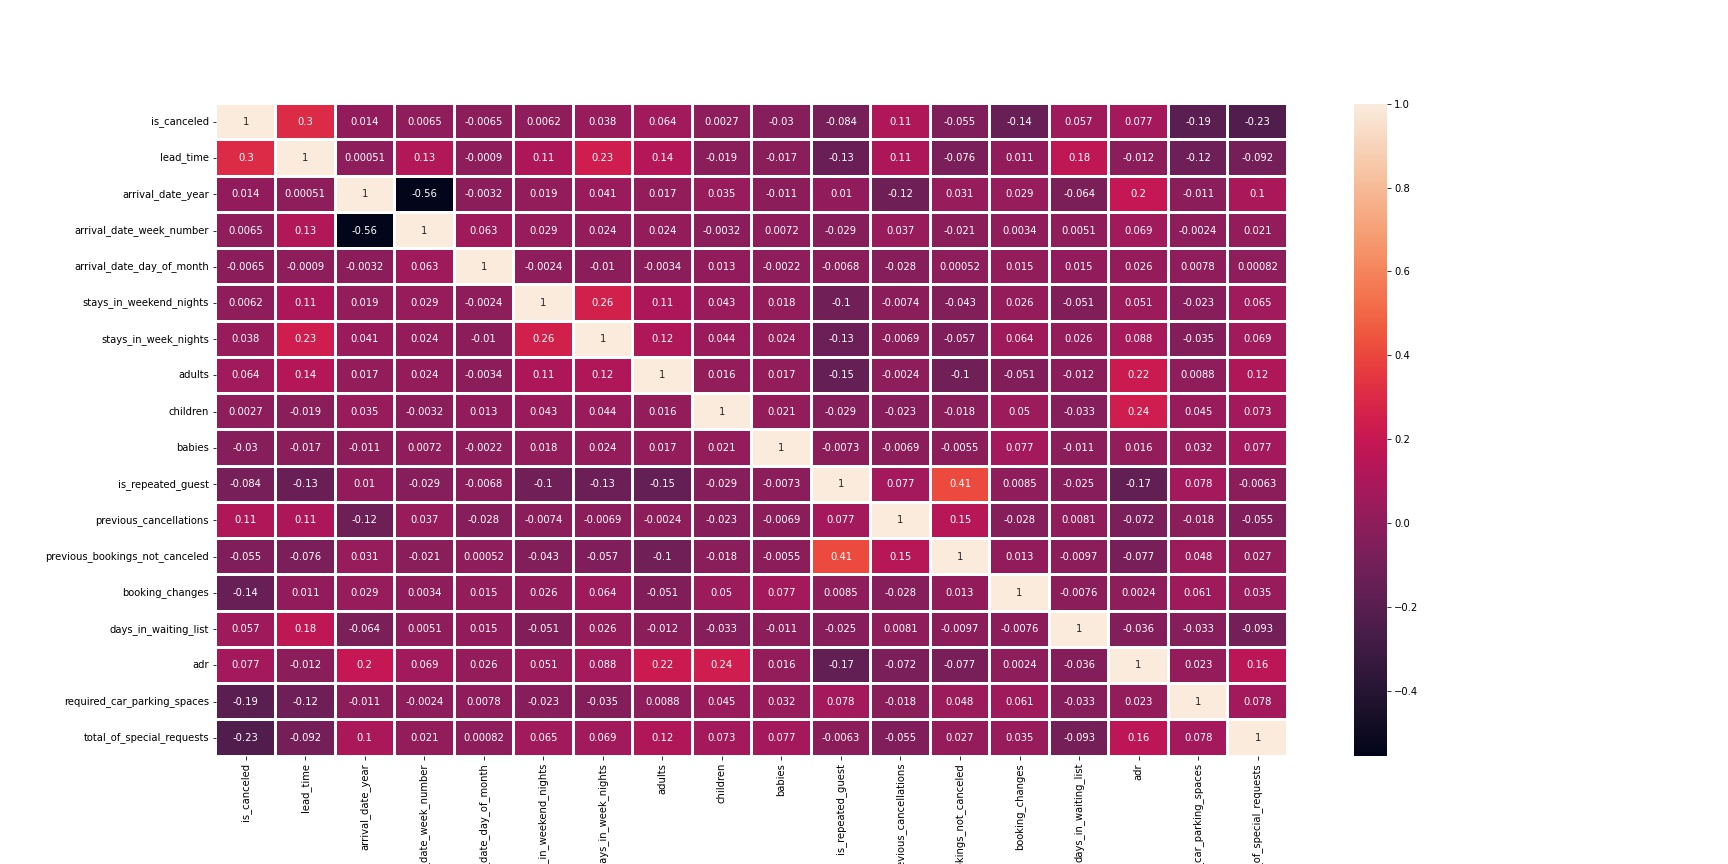 is_canceled 1 0.3 0.014 0.0065 -0.0065 0.0062 0.038 0.064 0.0027 -0.03 -0.084 0.11 -0.055 -0.14 0.057 0.077 -0.19 -0.23
lead_time 0.3 1 0.00051 0.13 -0.0009 0.11 0.23 0.14 -0.019 -0.017 -0.13 0.11 -0.076 0.011 0.18 -0.012 -0.12 -0.092
arrival_date_year 0.014 0.00051 1 -0.56 -0.0032 0.019 0.041 0.017 0.035 -0.011 0.01 -0.12 0.031 0.029 -0.064 0.2 -0.011 0.1
arrival_date_week_number 0.0065 0.13 -0.56 1 0.063 0.029 0.024 0.024 -0.0032 0.0072 -0.029 0.037 -0.021 0.0034 0.0051 0.069 -0.0024 0.021
arrival_date_day_of_month -0.0065 -0.0009 -0.0032 0.063 1 -0.0024 -0.01 -0.0034 0.013 -0.0022 -0.0068 -0.028 0.00052 0.015 0.015 0.026 0.0078 0.00082
stays_in_weekend_nights 0.0062 0.11 0.019 0.029 -0.0024 1 0.26 0.11 0.043 0.018 -0.1 -0.0074 -0.043 0.026 -0.051 0.051 -0.023 0.065
stays_in_week_nights 0.038 0.23 0.041 0.024 -0.01 0.26 1 0.12 0.044 0.024 -0.13 -0.0069 -0.057 0.064 0.026 0.088 -0.035 0.069
adults 0.064 0.14 0.017 0.024 -0.0034 0.11 0.12 1 0.016 0.017 -0.15 -0.0024 -0.1 -0.051 -0.012 0.22 0.0088 0.12
children 0.0027 -0.019 0.035 -0.0032 0.013 0.043 0.044 0.016 1 0.021 -0.029 -0.023 -0.018 0.05 -0.033 0.24 0.045 0.073
babies -0.03 -0.017 -0.011 0.0072 -0.0022 0.018 0.024 0.017 0.021 1 -0.0073 -0.0069 -0.0055 0.077 -0.011 0.016 0.032 0.077
is_repeated_guest -0.084 -0.13 0.01 -0.029 -0.0068 -0.1 -0.13 -0.15 -0.029 -0.0073 1 0.077 0.41 0.0085 -0.025 -0.17 0.078 -0.0063
previous_cancellations 0.11 0.11 -0.12 0.037 -0.028 -0.0074 -0.0069 -0.0024 -0.023 -0.0069 0.077 1 0.15 -0.028 0.0081 -0.072 -0.018 -0.055
previous_bookings_not_canceled -0.055 -0.076 0.031 -0.021 0.00052 -0.043 -0.057 -0.1 -0.018 -0.0055 0.41 0.15 1 0.013 -0.0097 -0.077 0.048 0.027
booking_changes -0.14 0.011 0.029 0.0034 0.015 0.026 0.064 -0.051 0.05 0.077 0.0085 -0.028 0.013 1 -0.0076 0.0024 0.061 0.035
days_in_waiting_list 0.057 0.18 -0.064 0.0051 0.015 -0.051 0.026 -0.012 -0.033 -0.011 -0.025 0.0081 -0.0097 -0.0076 1 -0.036 -0.033 -0.093
adr 0.077 -0.012 0.2 0.069 0.026 0.051 0.088 0.22 0.24 0.016 -0.17 -0.072 -0.077 0.0024 -0.036 1 0.023 0.16
required_car_parking_spaces -0.19 -0.12 -0.011 -0.0024 0.0078 -0.023 -0.035 0.0088 0.045 0.032 0.078 -0.018 0.048 0.061 -0.033 0.023 1 0.078
total_of_special_requests -0.23 -0.092 0.1 0.021 0.00082 0.065 0.069 0.12 0.073 0.077 -0.0063 -0.055 0.027 0.035 -0.093 0.16 0.078 1
is_canceled
lead_time
arrival_date_year
_date_week_number
_date_day_of_month
_in_weekend_nights
ays_in_week_nights
adults
children
babies
is_repeated_guest
evious_cancellations
kings_not_canceled
booking_changes
days_in_waiting_list
adr
_car_parking_spaces
of_special_requests
1.0
0.8
0.6
0.4
0.2
0.0
−0.2
−0.4